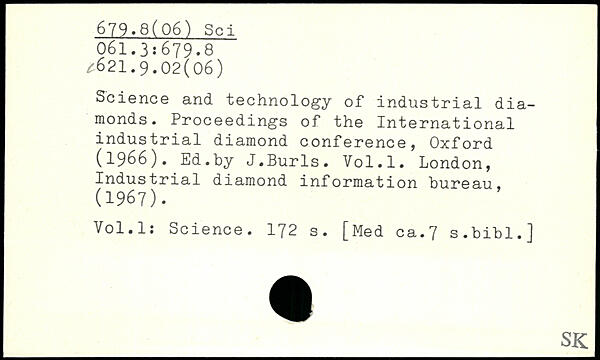 679.8(06) Sci
061.3:679.8
621.9.02(06)
Science and technology of industrial dia-
monds. Proceedings of the International
industrial diamond conference, Oxford
(1966). Ed.by J.Burls. Vol.1. London,
Industrial diamond information bureau,
(1967).
Vol.1: Science. 172 s. [Med ca.7 s.bibl.]
SK